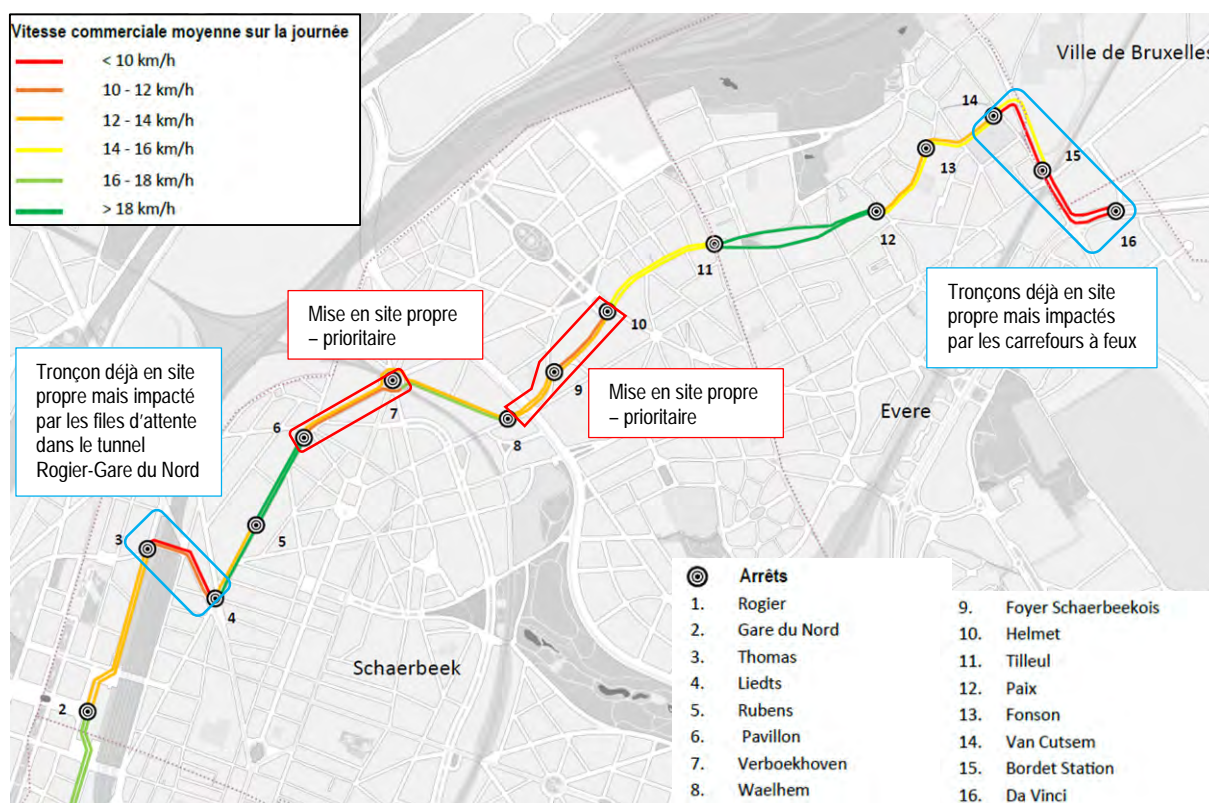 Vitesse commerciale moyenne sur la journée
< 10 km/h
10 - 12 km/h
12 - 14 km/h
14 - 16 km/h
16 - 18 km/h
> 18 km/h
Ville de Bruxelles
14
15
13
16
12
11
Tronçons déjà en site
propre mais impactés
par les carrefours à feux
Mise en site propre
– prioritaire
10
Tronçon déjà en site
propre mais impacté
par les files d'attente
dans le tunnel
Rogier-Gare du Nord
9
Mise en site propre
– prioritaire
7
6
8
Evere
5
3
4
Schaerbeek
2
Arrêts
1. Rogier
2. Gare du Nord
3. Thomas
4. Liedts
5. Rubens
6. Pavillon
7. Verboekhoven
8. Waelhem
9. Foyer Schaerbeekois
10. Helmet
11. Tilleul
12. Paix
13. Fonson
14. Van Cutsem
15. Bordet Station
16. Da Vinci